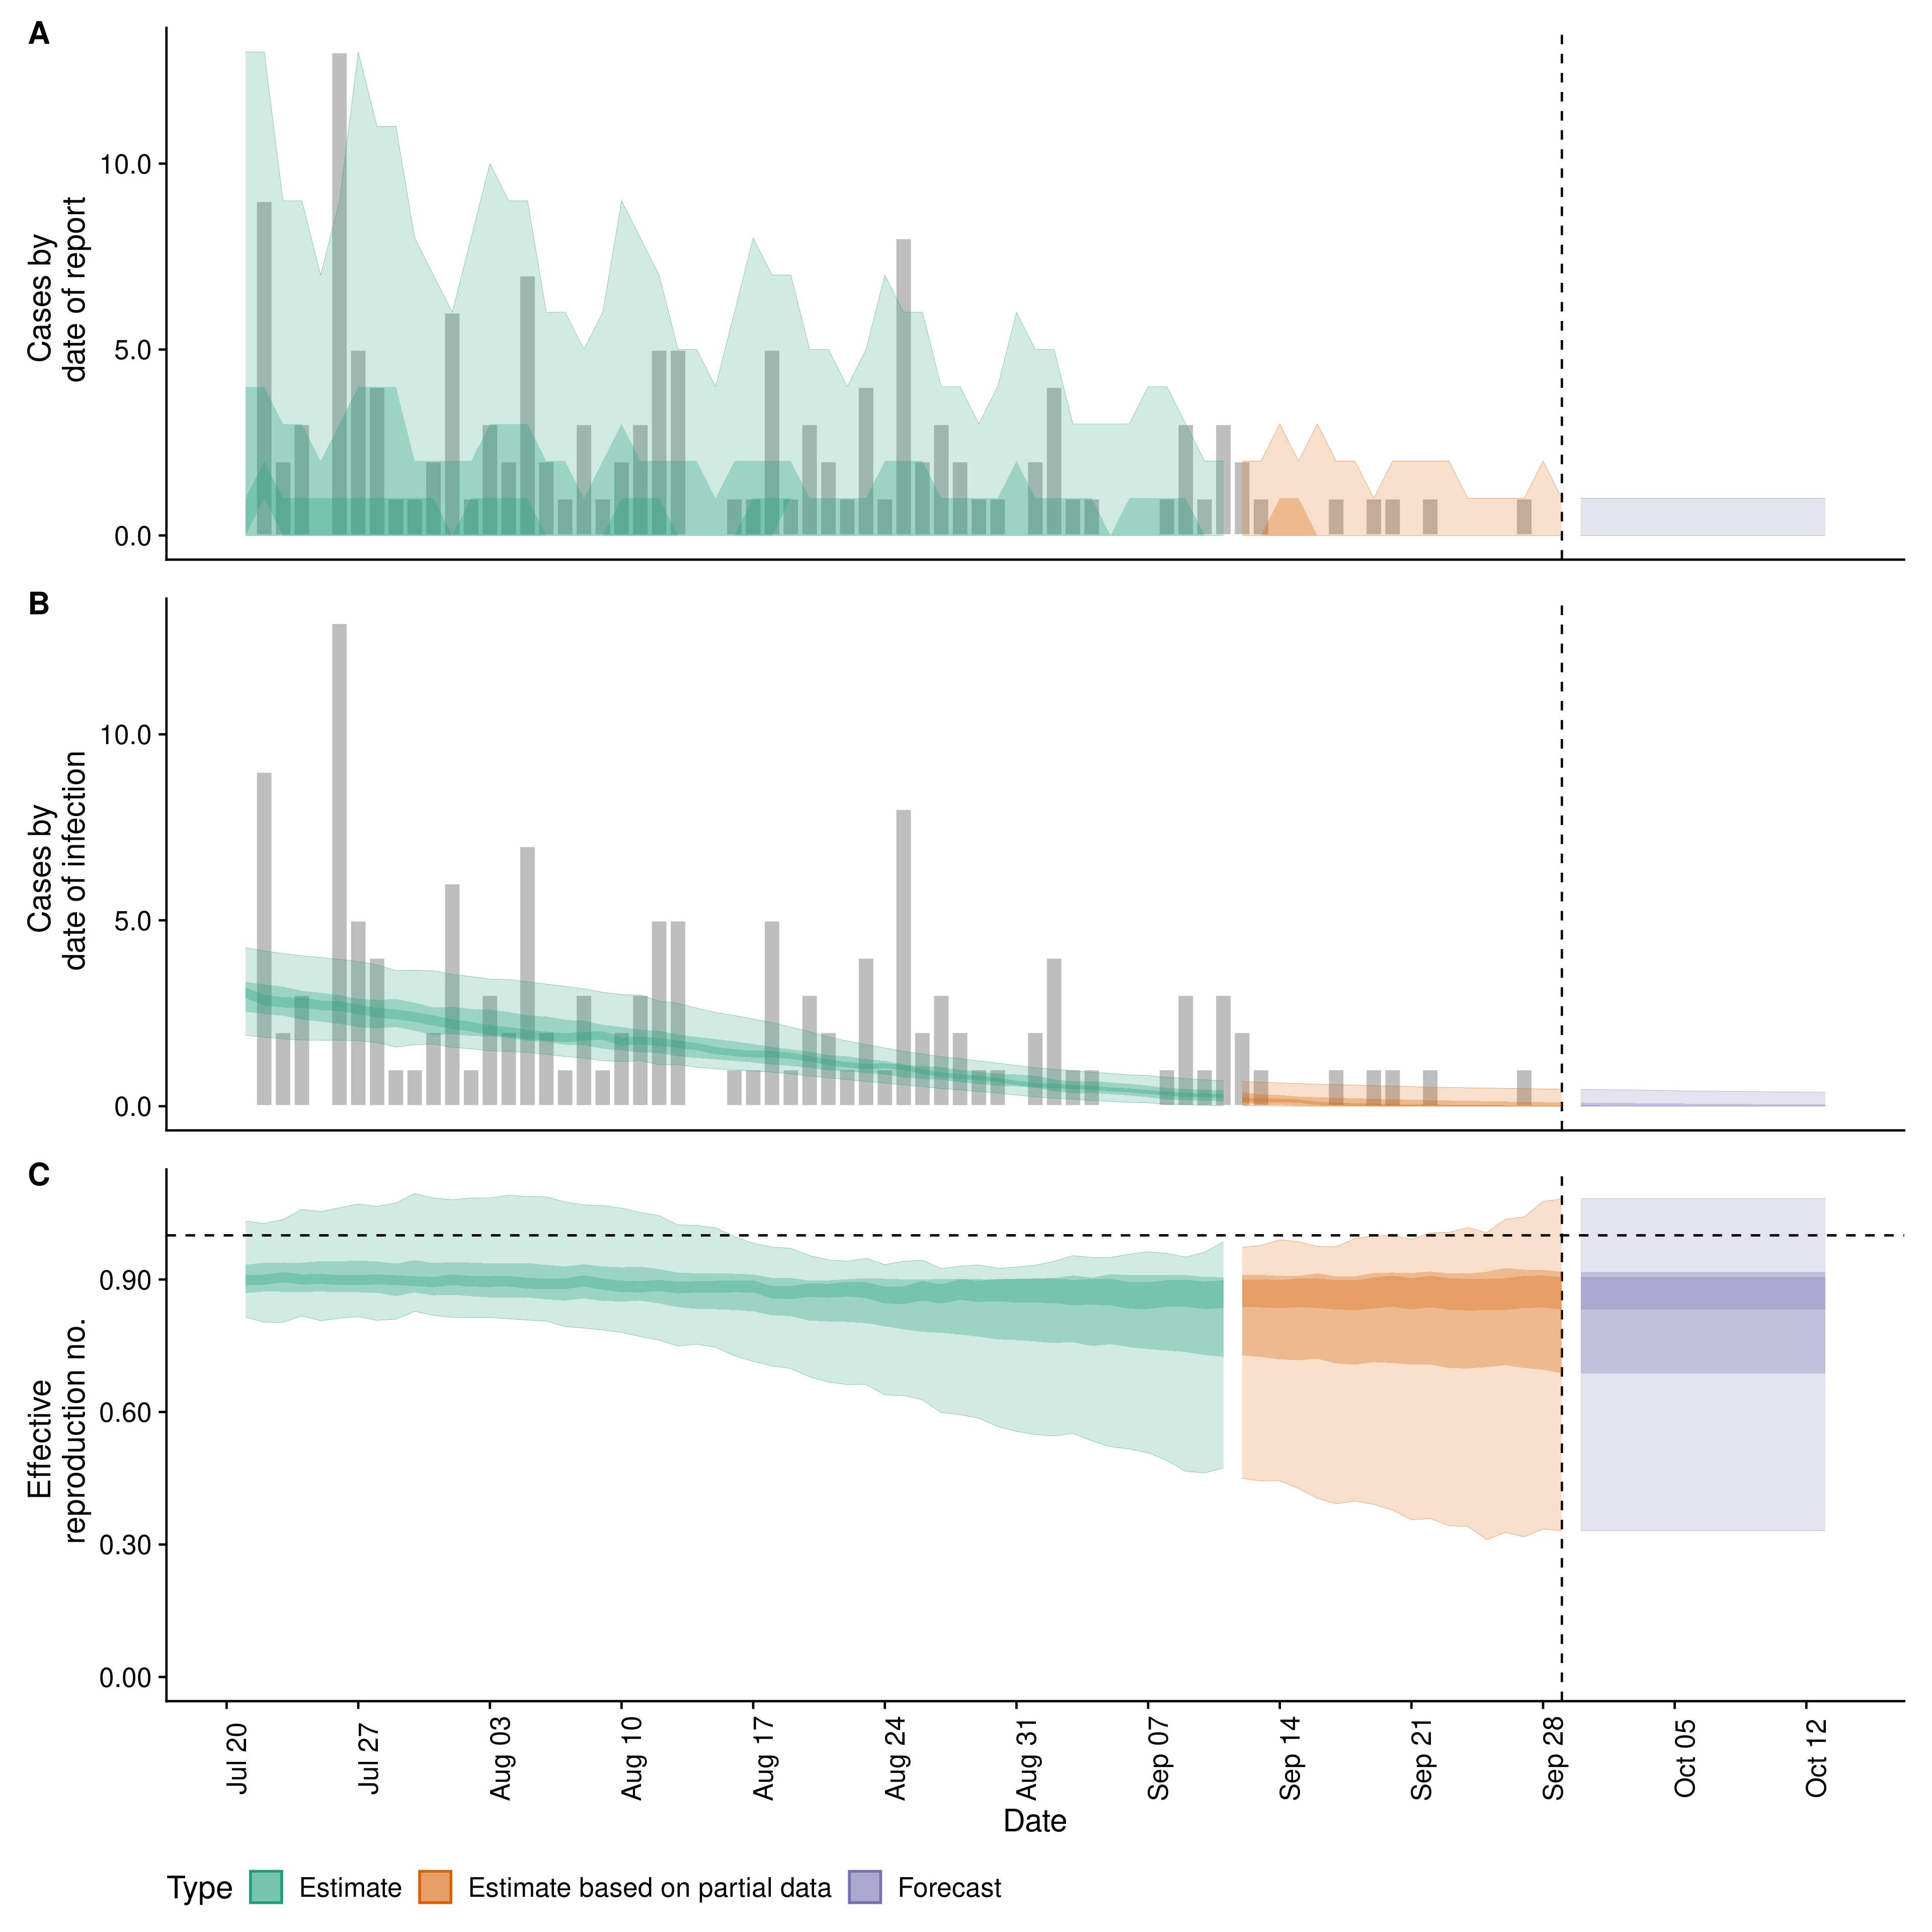 A
Cases by
date of report
10.0
5.0
0.0
B
Cases by
date of infection
10.0
5.0
0.0
C
Effective
reproduction no.
0.90
0.60
0.30
0.00
Jul 20
Jul 27
Aug 03
Aug 10
Aug 17
Aug 24
Aug 31
Sep 07
Sep 14
Sep 21
Sep 28
Oct 05
Oct 12
Date
Type Estimate Estimate based on partial data Forecast